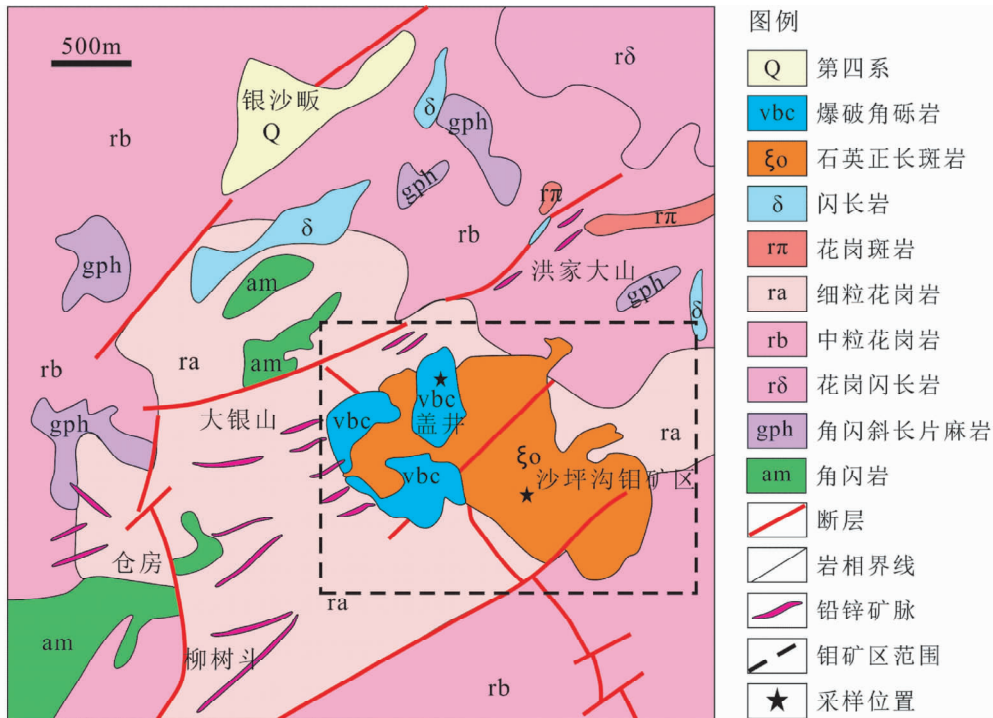 500m
银沙畈
Q
rb
δ
gph
rδ
gph
rπ
rπ
rb
洪家大山
gph
δ
gph
δ
am
am
ra
rb
gph
大银山
vbc
vbc
盖井
vbc
ξo
沙坪沟钼矿区
ra
仓房
ra
am
柳树斗
rb
图例
Q 第四系
vbc 爆破角砾岩
ξo 石英正长斑岩
δ 闪长岩
rπ 花岗斑岩
ra 细粒花岗岩
rb 中粒花岗岩
rδ 花岗闪长岩
gph 角闪斜长片麻岩
am 角闪岩
断层
岩相界线
铅锌矿脉
钼矿区范围
采样位置